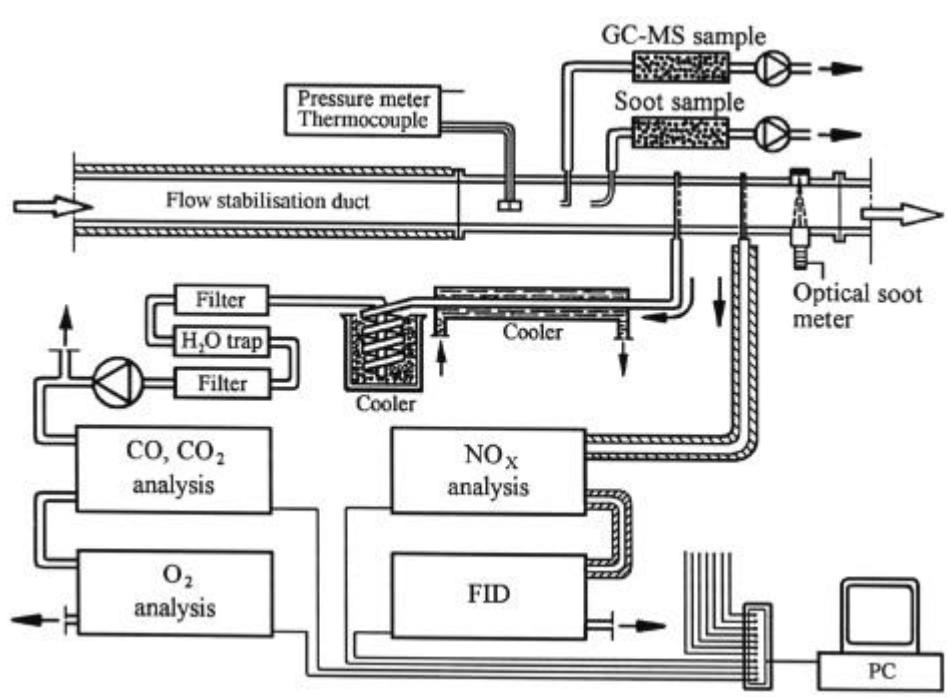 GC-MS sample
Soot sample
Pressure meter
Thermocouple
Flow stabilisation duct
Optical soot
meter
Filter
H₂O trap
Filter
Cooler
Cooler
CO, CO₂
analysis
NOₓ
analysis
O₂
analysis
FID
PC